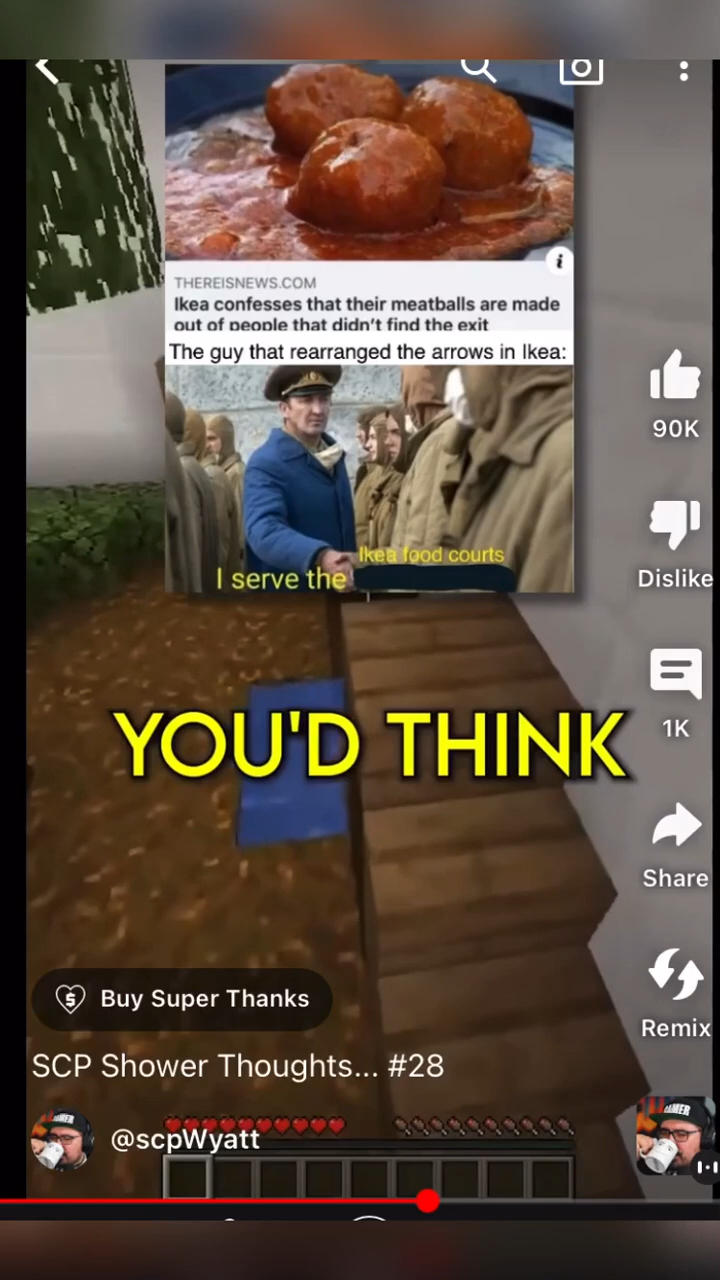 THEREISNEWS.COM
Ikea confesses that their meatballs are made
out of people that didn't find the exit
The guy that rearranged the arrows in Ikea:
Ikea food courts
I serve the
YOU'D THINK
90K
Dislike
1K
Share
Remix
Buy Super Thanks
SCP Shower Thoughts... #28
@scpWyatt